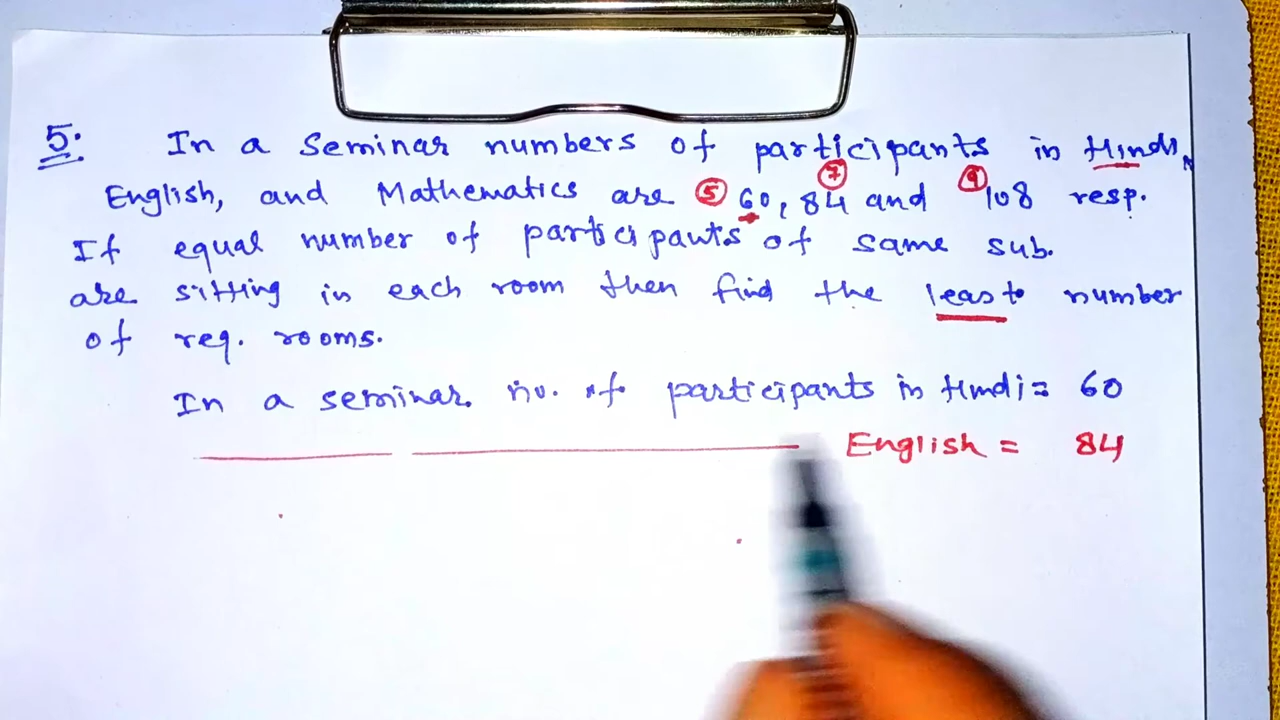 5. In a seminar numbers of participants in Hindi,
English, and Mathematics are ⑤ 60, ⑦ 84 and ⑨ 108 resp.
If equal number of participants of same sub.
are sitting in each room then find the least number
of req. rooms.
In a seminar no. of participants in Hindi = 60
English = 84